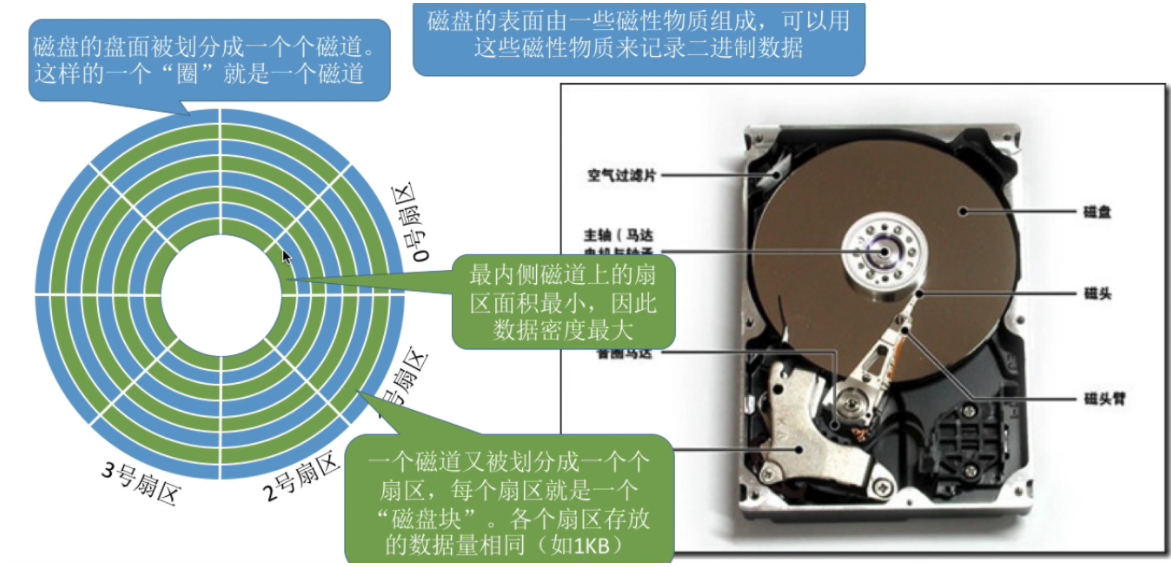 磁盘的盘面被划分成一个个磁道。
这样的一个“圈”就是一个磁道
磁盘的表面由一些磁性物质组成，可以用
这些磁性物质来记录二进制数据
0号扇区
号扇区
2号扇区
3号扇区
最内侧磁道上的扇
区面积最小，因此
数据密度最大
一个磁道又被划分成一个个
扇区，每个扇区就是一个
“磁盘块”。各个扇区存放
的数据量相同（如1KB）
空气过滤片
主轴（马达
音圈马达
磁盘
磁头
磁头臂